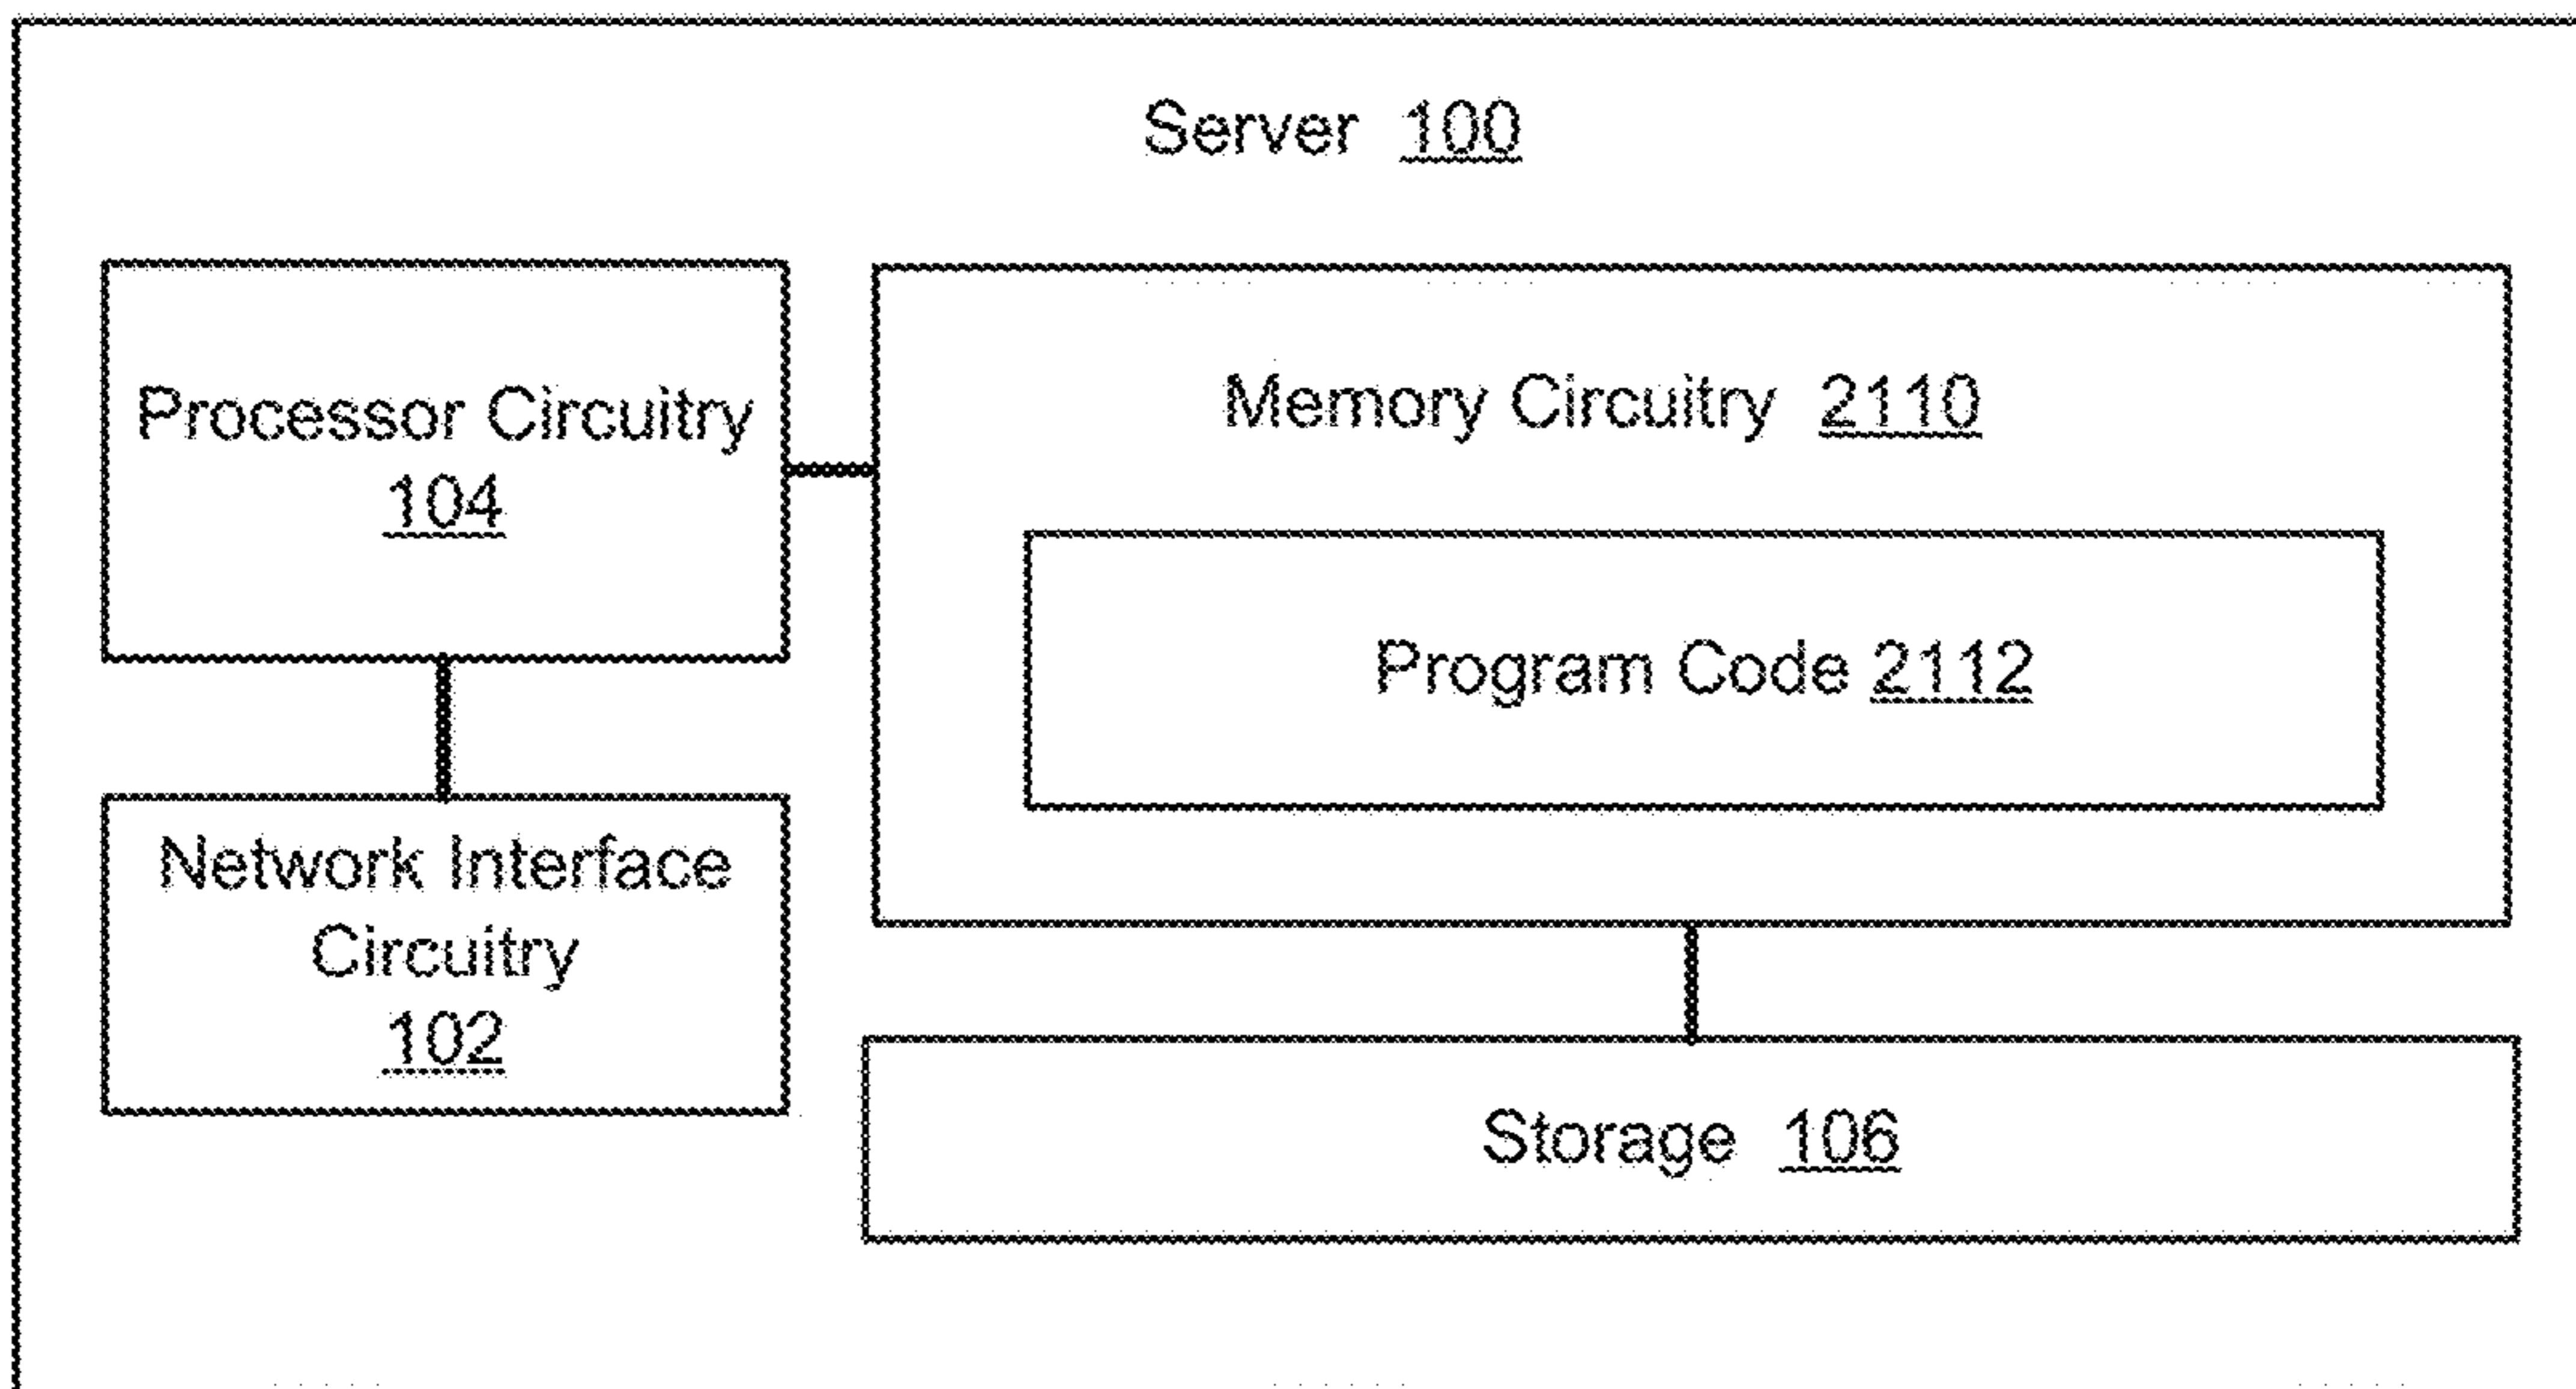 Server 100
Processor Circuitry
104
Memory Circuitry 2110
Program Code 2112
Network Interface
Circuitry
102
Storage 106